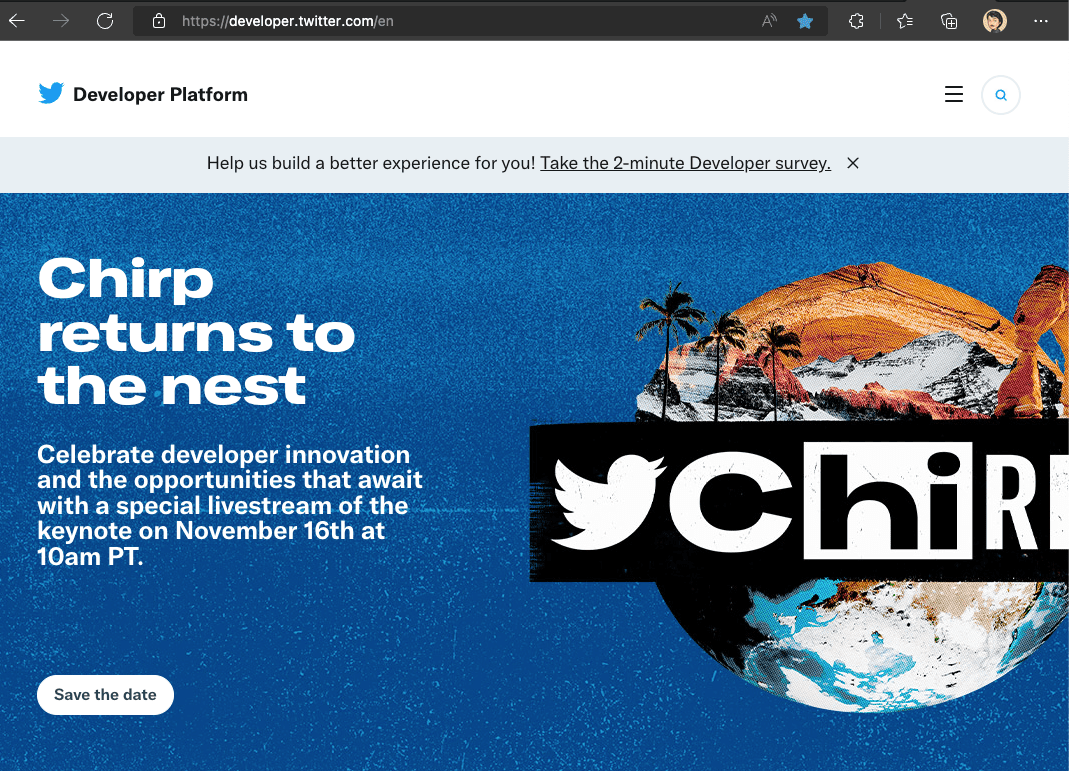 https://developer.twitter.com/en
Developer Platform
Help us build a better experience for you! Take the 2-minute Developer survey.
Chirp
returns to
the nest
Celebrate developer innovation
and the opportunities that await
with a special livestream of the
keynote on November 16th at
10am PT.
ChiR
Save the date